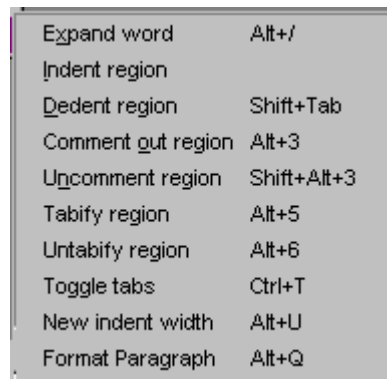 Expand word Alt+/
Indent region
Dedent region Shift+Tab
Comment out region Alt+3
Uncomment region Shift+Alt+3
Tabify region Alt+5
Untabify region Alt+6
Toggle tabs Ctrl+T
New indent width Alt+U
Format Paragraph Alt+Q